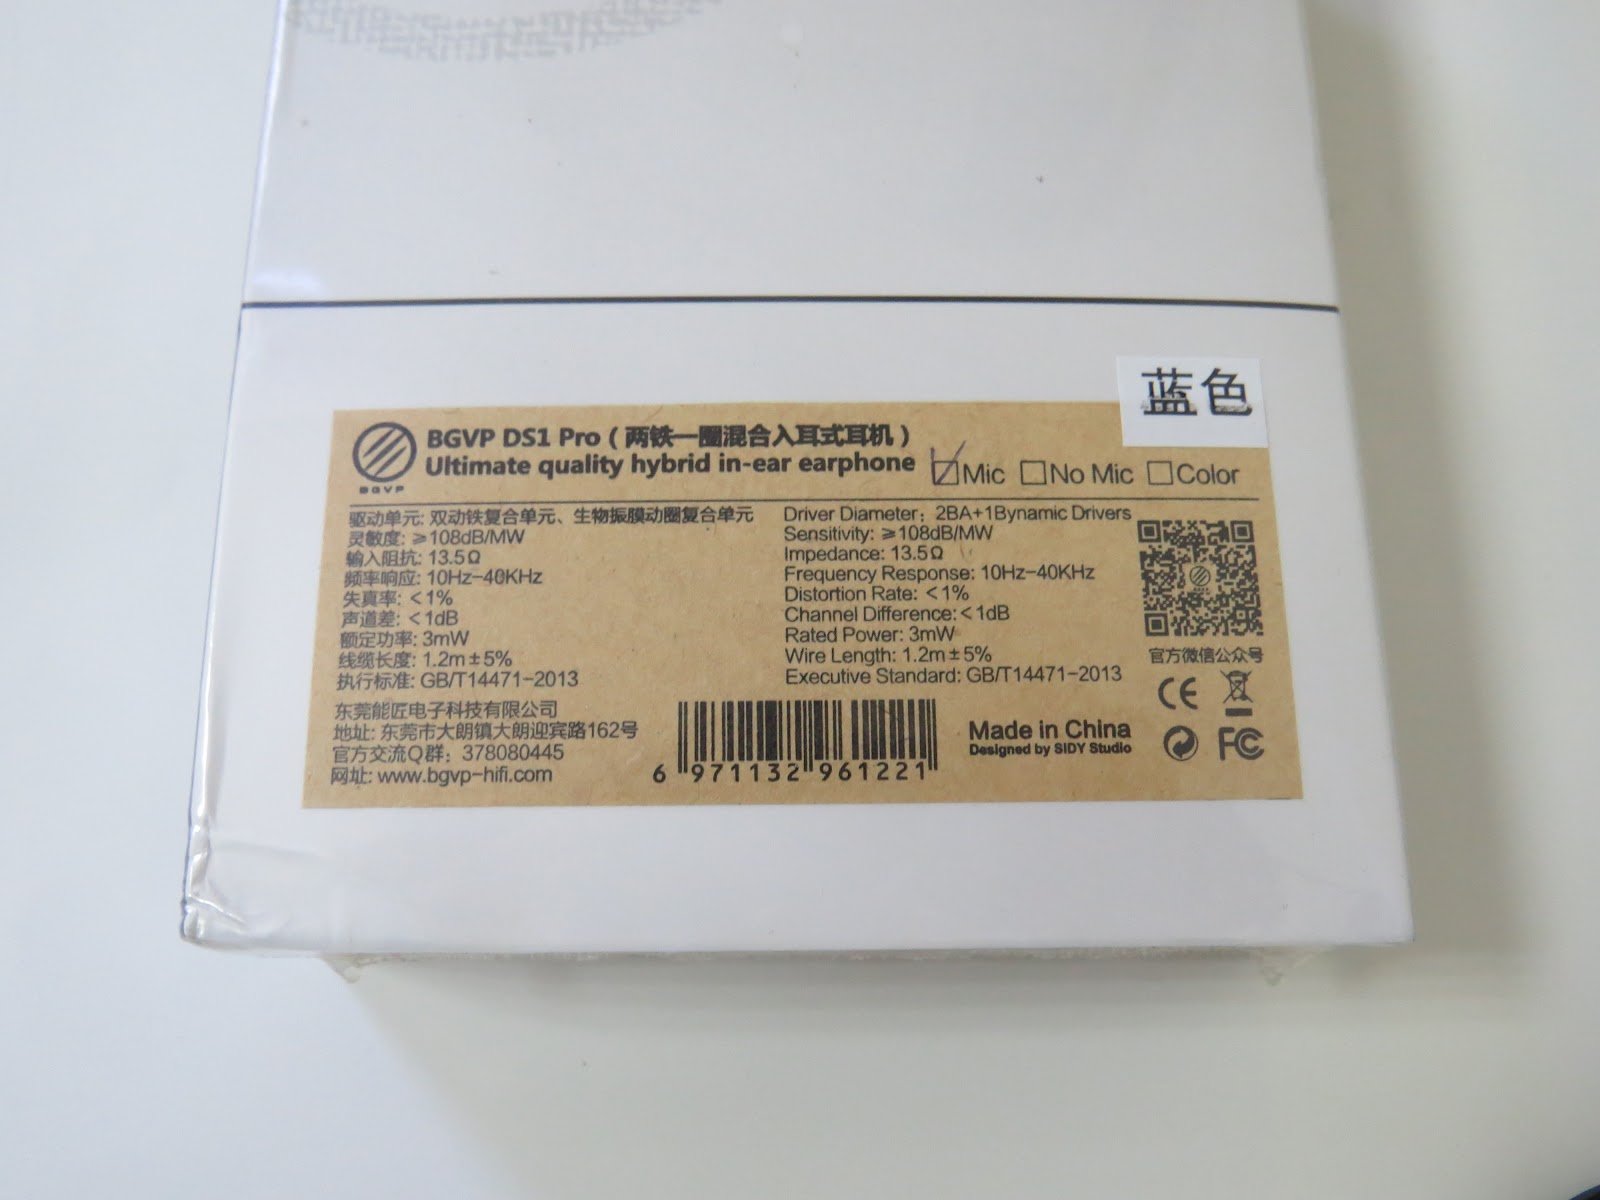 蓝色
BGVP
BGVP DS1 Pro（两铁一圈混合入耳式耳机）
Ultimate quality hybrid in-ear earphone
Mic No Mic Color
驱动单元: 双动铁复合单元、生物振膜动圈复合单元
灵敏度: ≥108dB/MW
输入阻抗: 13.5Ω
频率响应: 10Hz-40KHz
失真率: <1%
声道差: <1dB
额定功率: 3mW
线缆长度: 1.2m±5%
执行标准: GB/T14471-2013
Driver Diameter: 2BA+1Bynamic Drivers
Sensitivity: ≥108dB/MW
Impedance: 13.5Ω
Frequency Response: 10Hz-40KHz
Distortion Rate: <1%
Channel Difference:<1dB
Rated Power: 3mW
Wire Length: 1.2m±5%
Executive Standard: GB/T14471-2013
官方微信公众号
东莞能匠电子科技有限公司
地址: 东莞市大朗镇大朗迎宾路162号
官方交流Q群: 378080445
网址: www.bgvp-hifi.com
6 971132 961221
Made in China
Designed by SIDY Studio
CE
FC